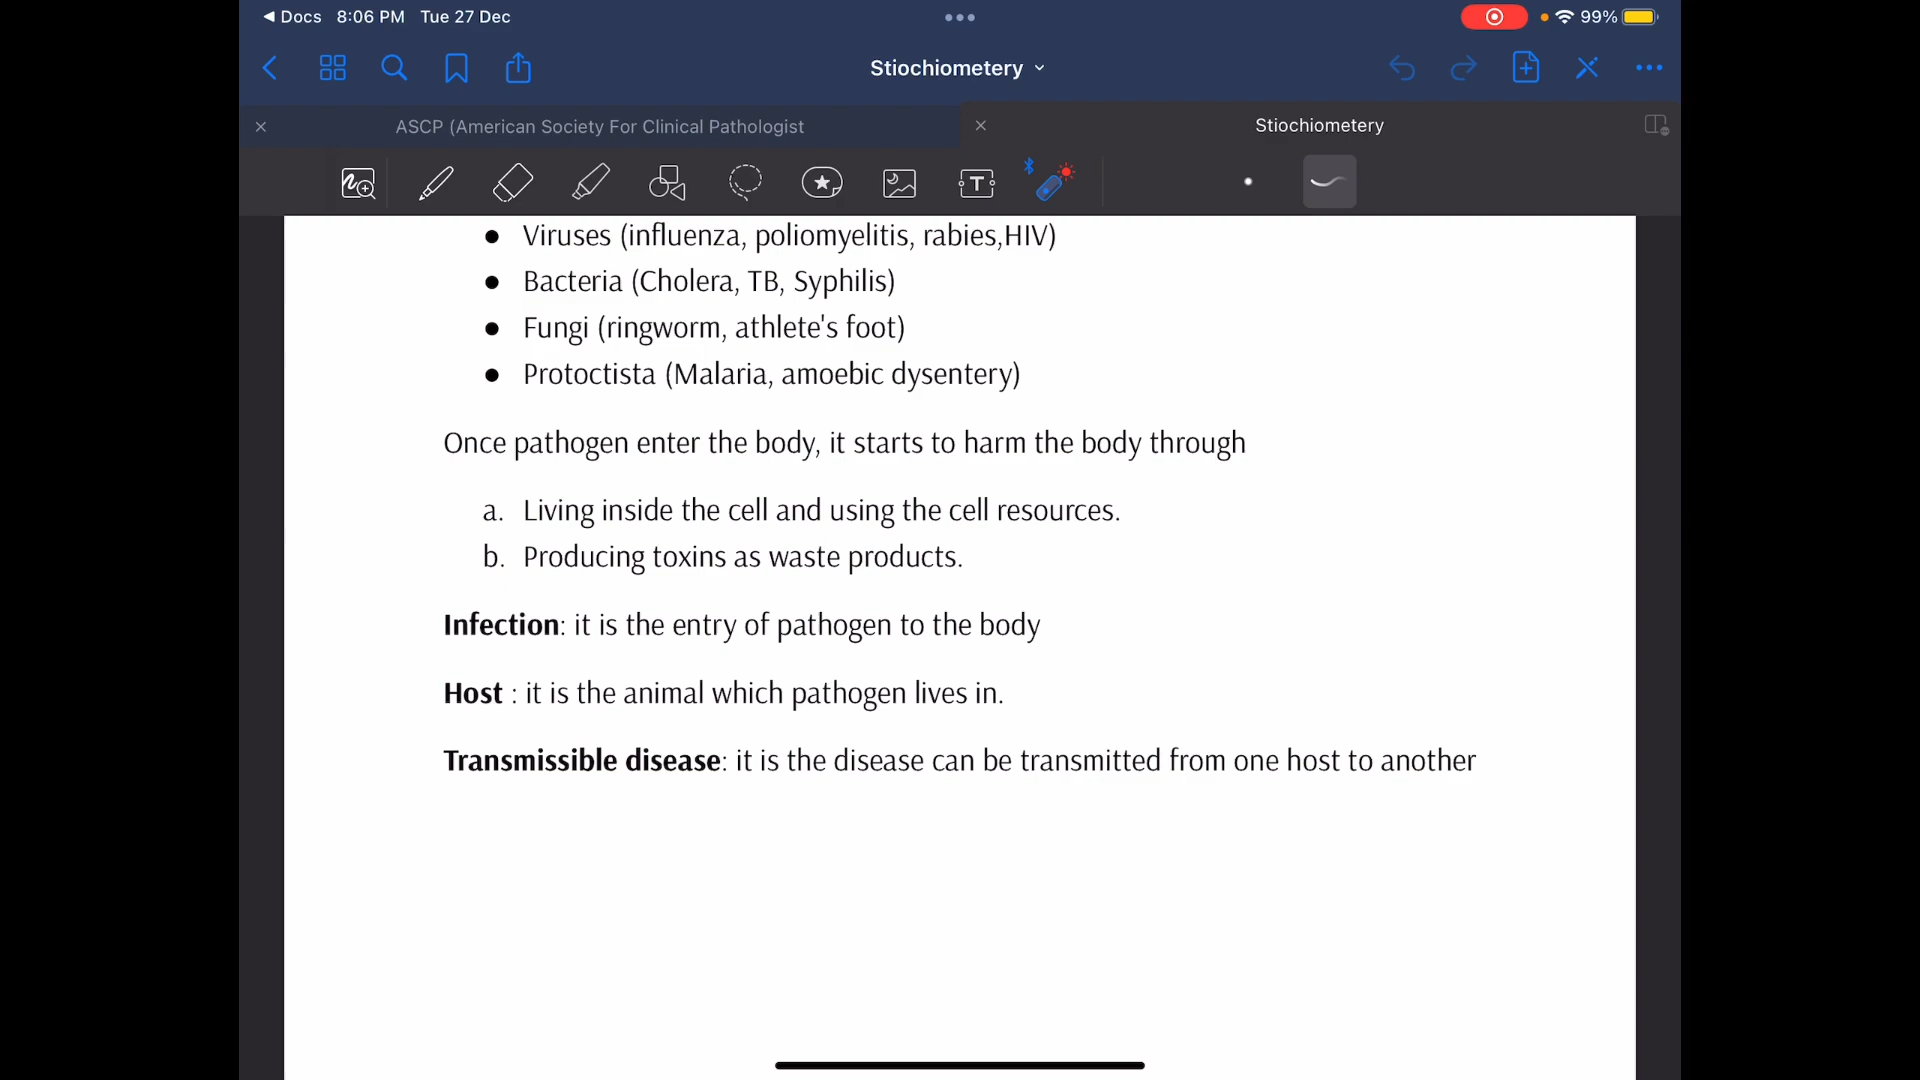 ◀ Docs 8:06 PM Tue 27 Dec
99%
Stiochiometery
ASCP (American Society For Clinical Pathologist
Stiochiometery
T
● Viruses (influenza, poliomyelitis, rabies,HIV)
● Bacteria (Cholera, TB, Syphilis)
● Fungi (ringworm, athlete's foot)
● Protoctista (Malaria, amoebic dysentery)
Once pathogen enter the body, it starts to harm the body through
a. Living inside the cell and using the cell resources.
b. Producing toxins as waste products.
Infection: it is the entry of pathogen to the body
Host : it is the animal which pathogen lives in.
Transmissible disease: it is the disease can be transmitted from one host to another